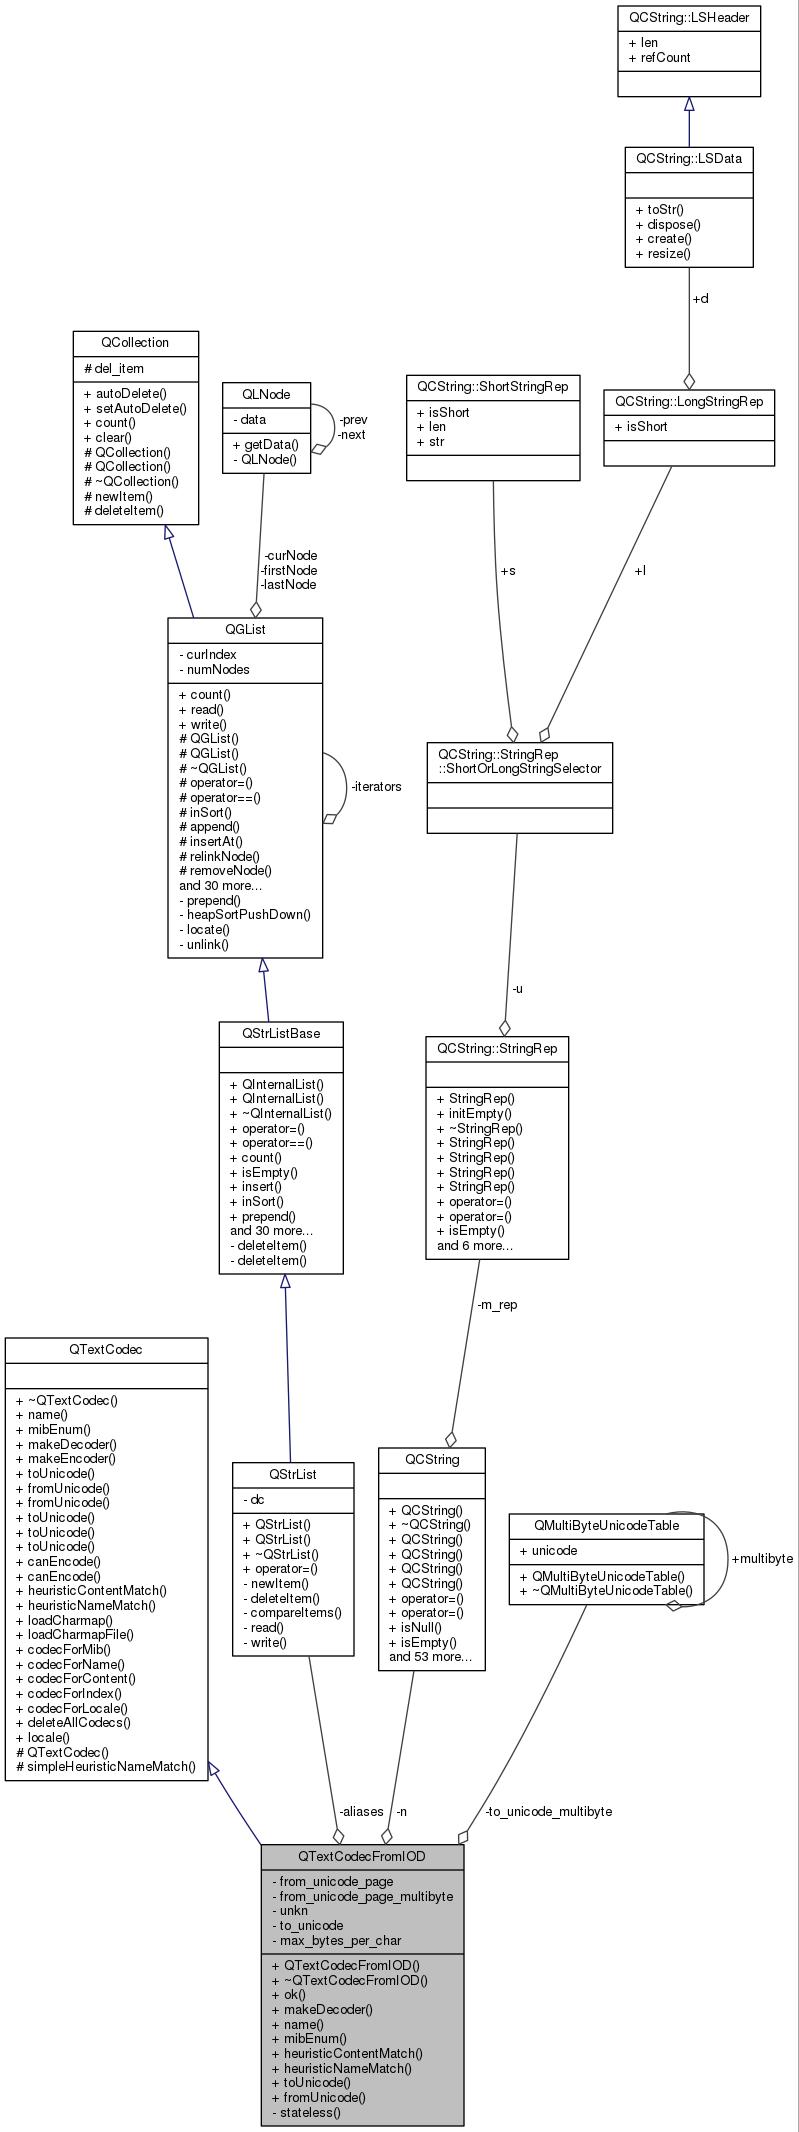 QCString::LSHeader
+ len
+ refCount
QCString::LSData
+ toStr()
+ dispose()
+ create()
+ resize()
+d
QCollection
# del_item
+ autoDelete()
+ setAutoDelete()
+ count()
+ clear()
# QCollection()
# QCollection()
# ~QCollection()
# newItem()
# deleteItem()
QLNode
- data
+ getData()
- QLNode()
-prev
-next
QCString::ShortStringRep
+ isShort
+ len
+ str
QCString::LongStringRep
+ isShort
-curNode
-firstNode
-lastNode
+s
+l
QGList
- curIndex
- numNodes
+ count()
+ read()
+ write()
# QGList()
# QGList()
# ~QGList()
# operator=()
# operator==()
# inSort()
# append()
# insertAt()
# relinkNode()
# removeNode()
and 30 more...
- prepend()
- heapSortPushDown()
- locate()
- unlink()
-iterators
QCString::StringRep
::ShortOrLongStringSelector
-u
QStrListBase
+ QInternalList()
+ QInternalList()
+ ~QInternalList()
+ operator=()
+ operator==()
+ count()
+ isEmpty()
+ insert()
+ inSort()
+ prepend()
and 30 more...
- deleteItem()
- deleteItem()
QCString::StringRep
+ StringRep()
+ initEmpty()
+ ~StringRep()
+ StringRep()
+ StringRep()
+ StringRep()
+ StringRep()
+ operator=()
+ operator=()
+ isEmpty()
and 6 more...
-m_rep
QTextCodec
+ ~QTextCodec()
+ name()
+ mibEnum()
+ makeDecoder()
+ makeEncoder()
+ toUnicode()
+ fromUnicode()
+ fromUnicode()
+ toUnicode()
+ toUnicode()
+ toUnicode()
+ canEncode()
+ canEncode()
+ heuristicContentMatch()
+ heuristicNameMatch()
+ loadCharmap()
+ loadCharmapFile()
+ codecForMib()
+ codecForName()
+ codecForContent()
+ codecForIndex()
+ codecForLocale()
+ deleteAllCodecs()
+ locale()
# QTextCodec()
# simpleHeuristicNameMatch()
QStrList
- dc
+ QStrList()
+ QStrList()
+ ~QStrList()
+ operator=()
- newItem()
- deleteItem()
- compareItems()
- read()
- write()
QCString
+ QCString()
+ ~QCString()
+ QCString()
+ QCString()
+ QCString()
+ QCString()
+ operator=()
+ operator=()
+ isNull()
+ isEmpty()
and 53 more...
QMultiByteUnicodeTable
+ unicode
+ QMultiByteUnicodeTable()
+ ~QMultiByteUnicodeTable()
+multibyte
-aliases
-n
-to_unicode_multibyte
QTextCodecFromIOD
- from_unicode_page
- from_unicode_page_multibyte
- unkn
- to_unicode
- max_bytes_per_char
+ QTextCodecFromIOD()
+ ~QTextCodecFromIOD()
+ ok()
+ makeDecoder()
+ name()
+ mibEnum()
+ heuristicContentMatch()
+ heuristicNameMatch()
+ toUnicode()
+ fromUnicode()
- stateless()